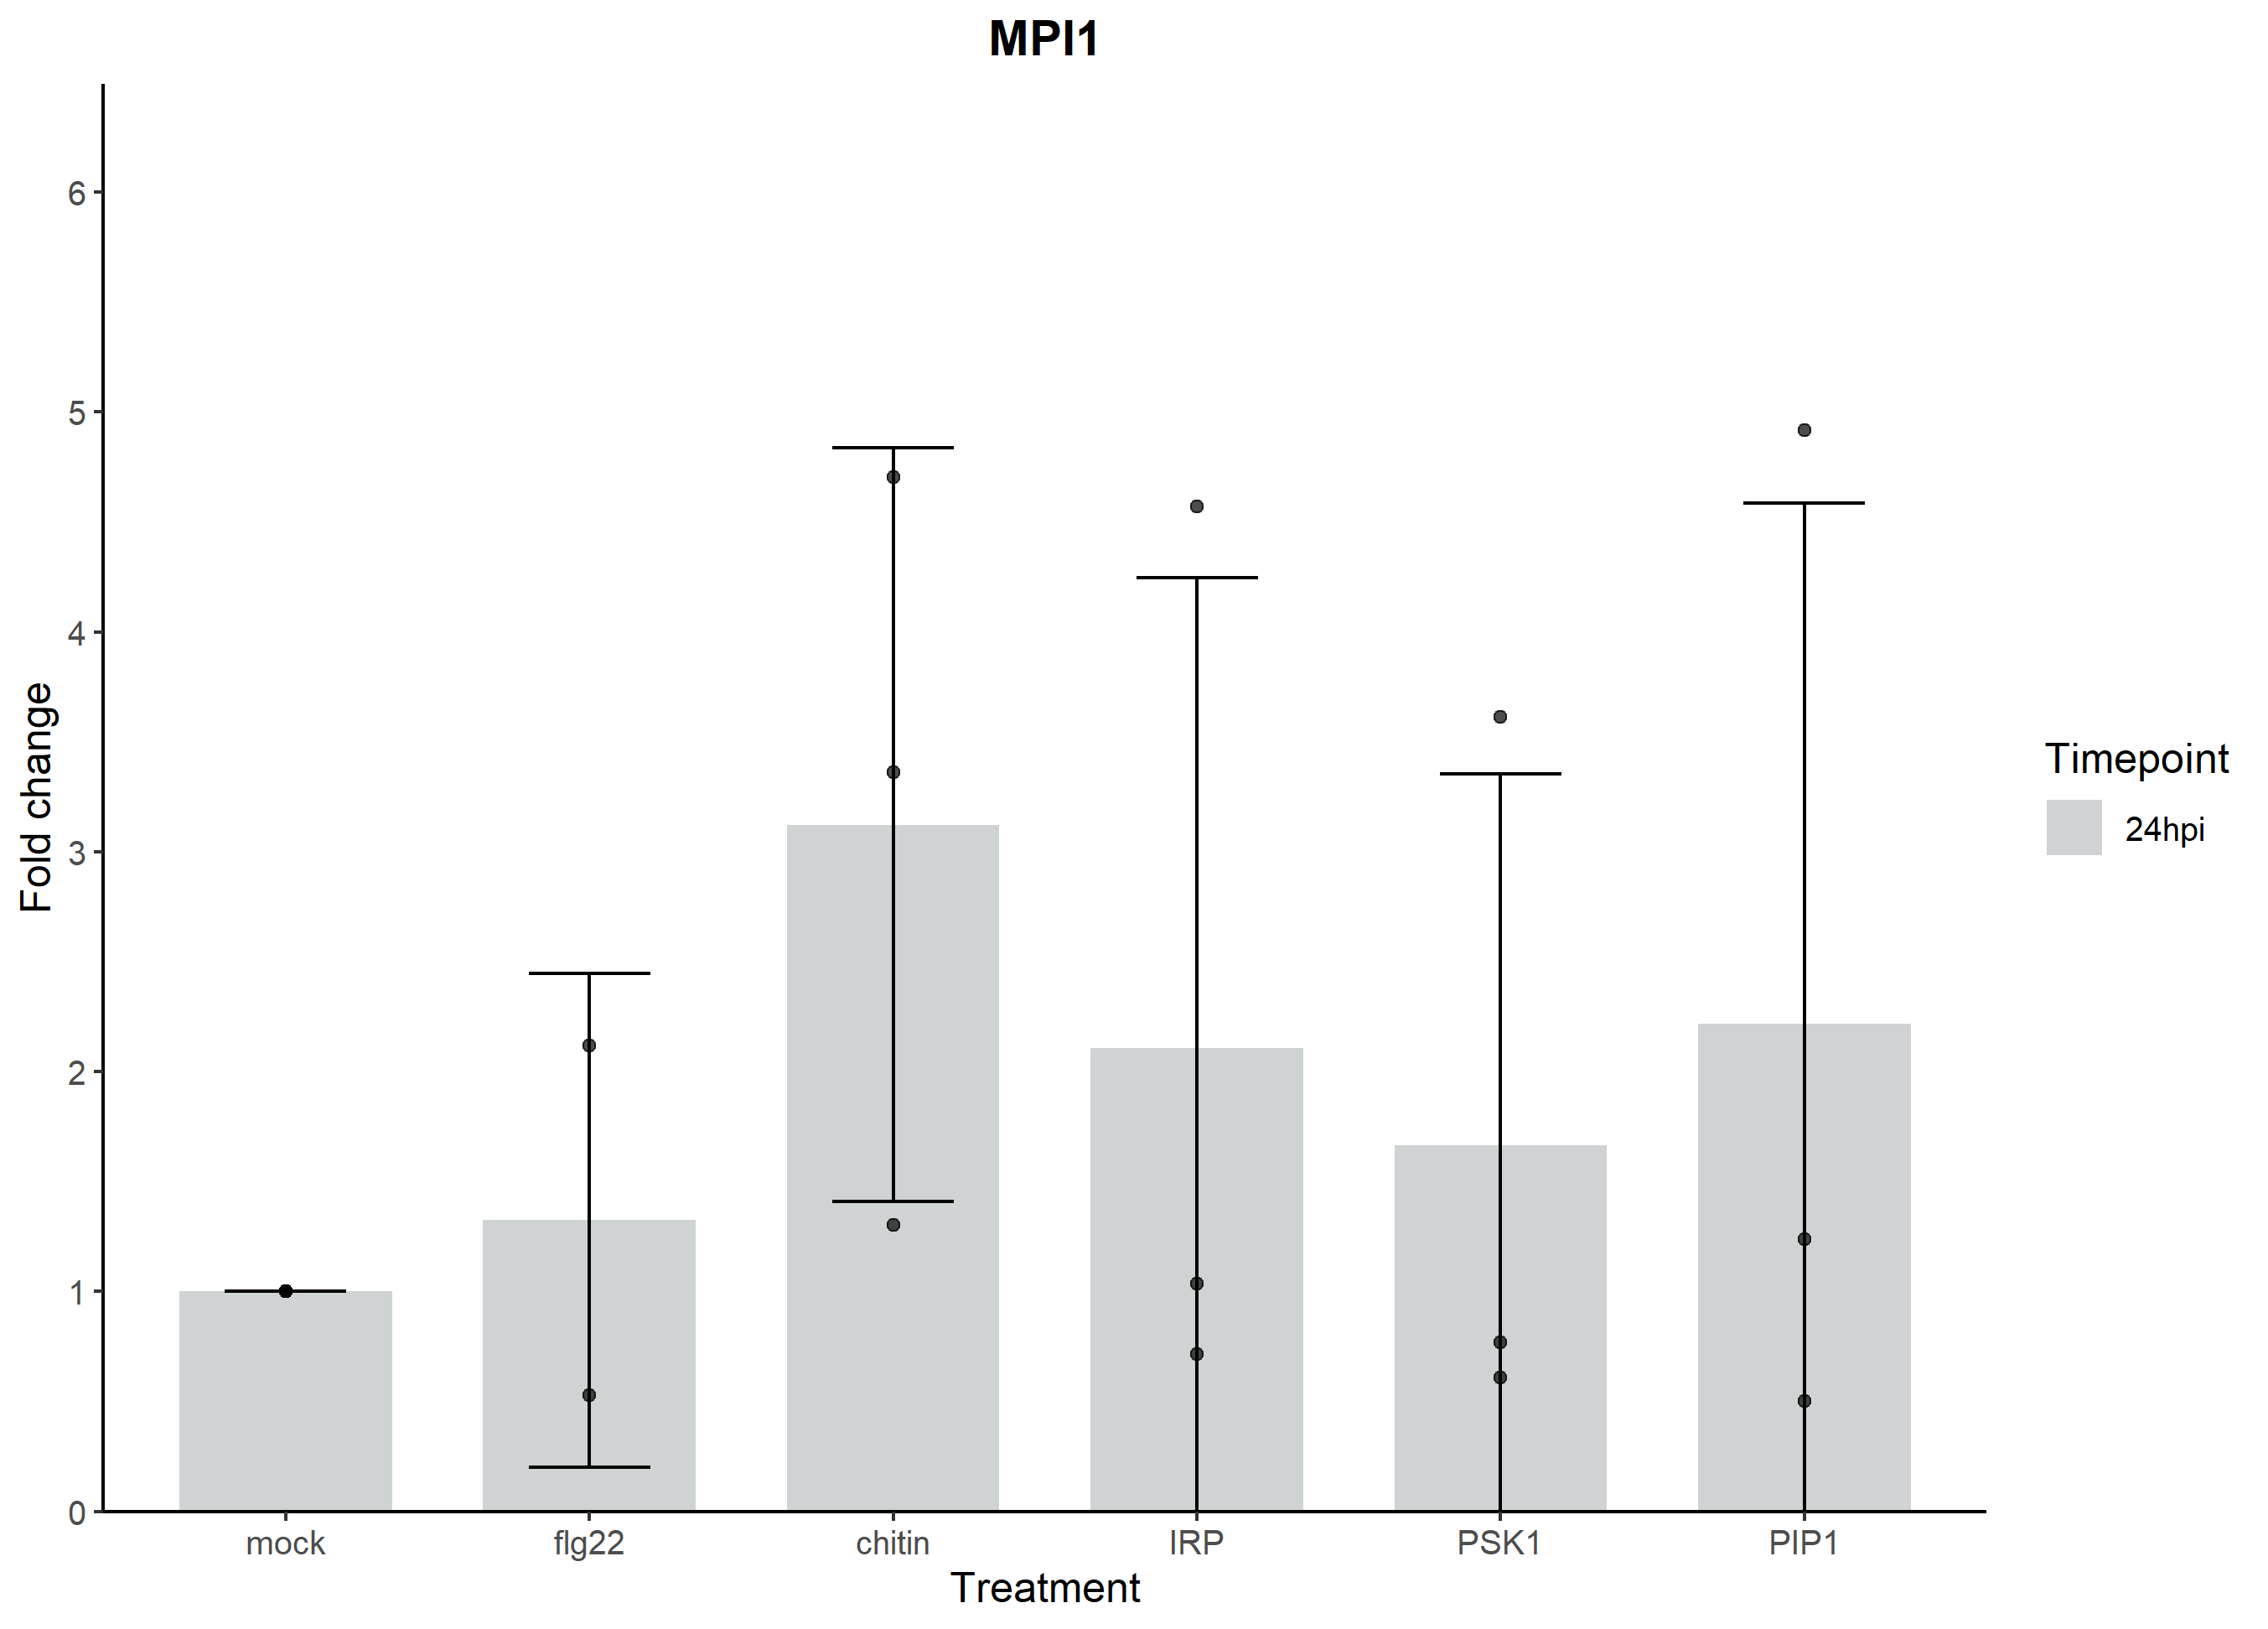 MPI1
Fold change
6
5
4
3
2
1
0
mock flg22 chitin IRP PSK1 PIP1
Treatment
Timepoint
24hpi